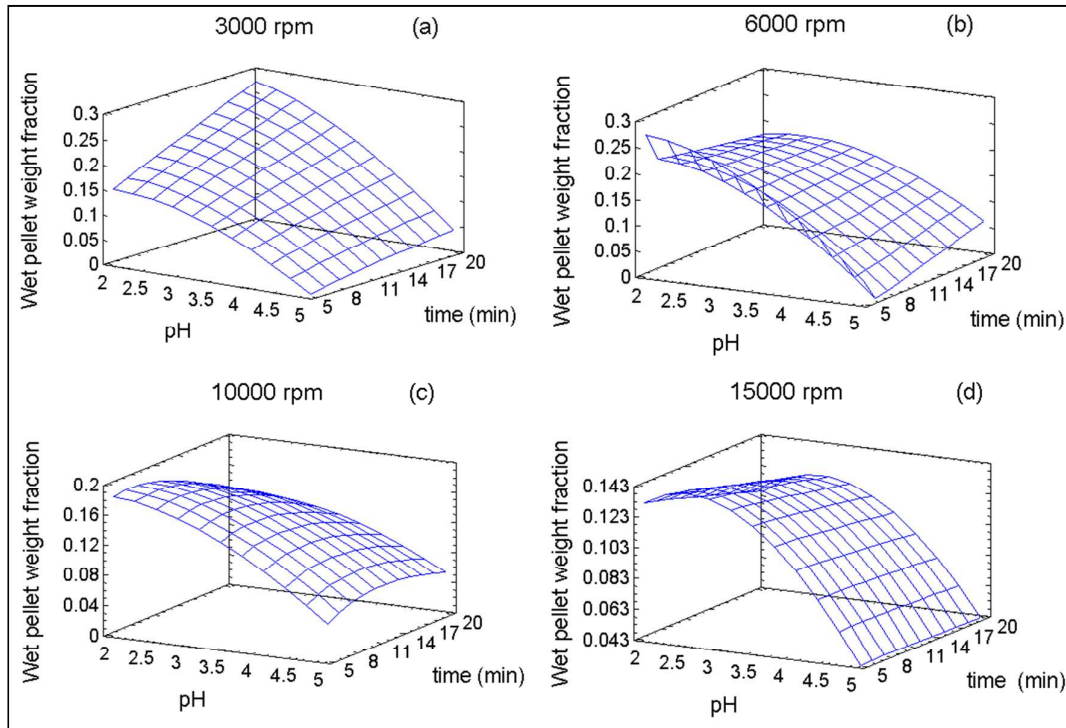 3000 rpm (a)
Wet pellet weight fraction
0.3
0.25
0.2
0.15
0.1
0.05
0
2 2.5 3 3.5 4 4.5 5
pH
5 8 11 14 17 20
time (min)
6000 rpm (b)
Wet pellet weight fraction
0.3
0.25
0.2
0.15
0.1
0.05
0
2 2.5 3 3.5 4 4.5 5
pH
5 8 11 14 17 20
time (min)
10000 rpm (c)
Wet pellet weight fraction
0.2
0.16
0.12
0.08
0.04
0
2 2.5 3 3.5 4 4.5 5
pH
5 8 11 14 17 20
time (min)
15000 rpm (d)
Wet pellet weight fraction
0.143
0.123
0.103
0.083
0.063
0.043
2 2.5 3 3.5 4 4.5 5
pH
5 8 11 14 17 20
time (min)